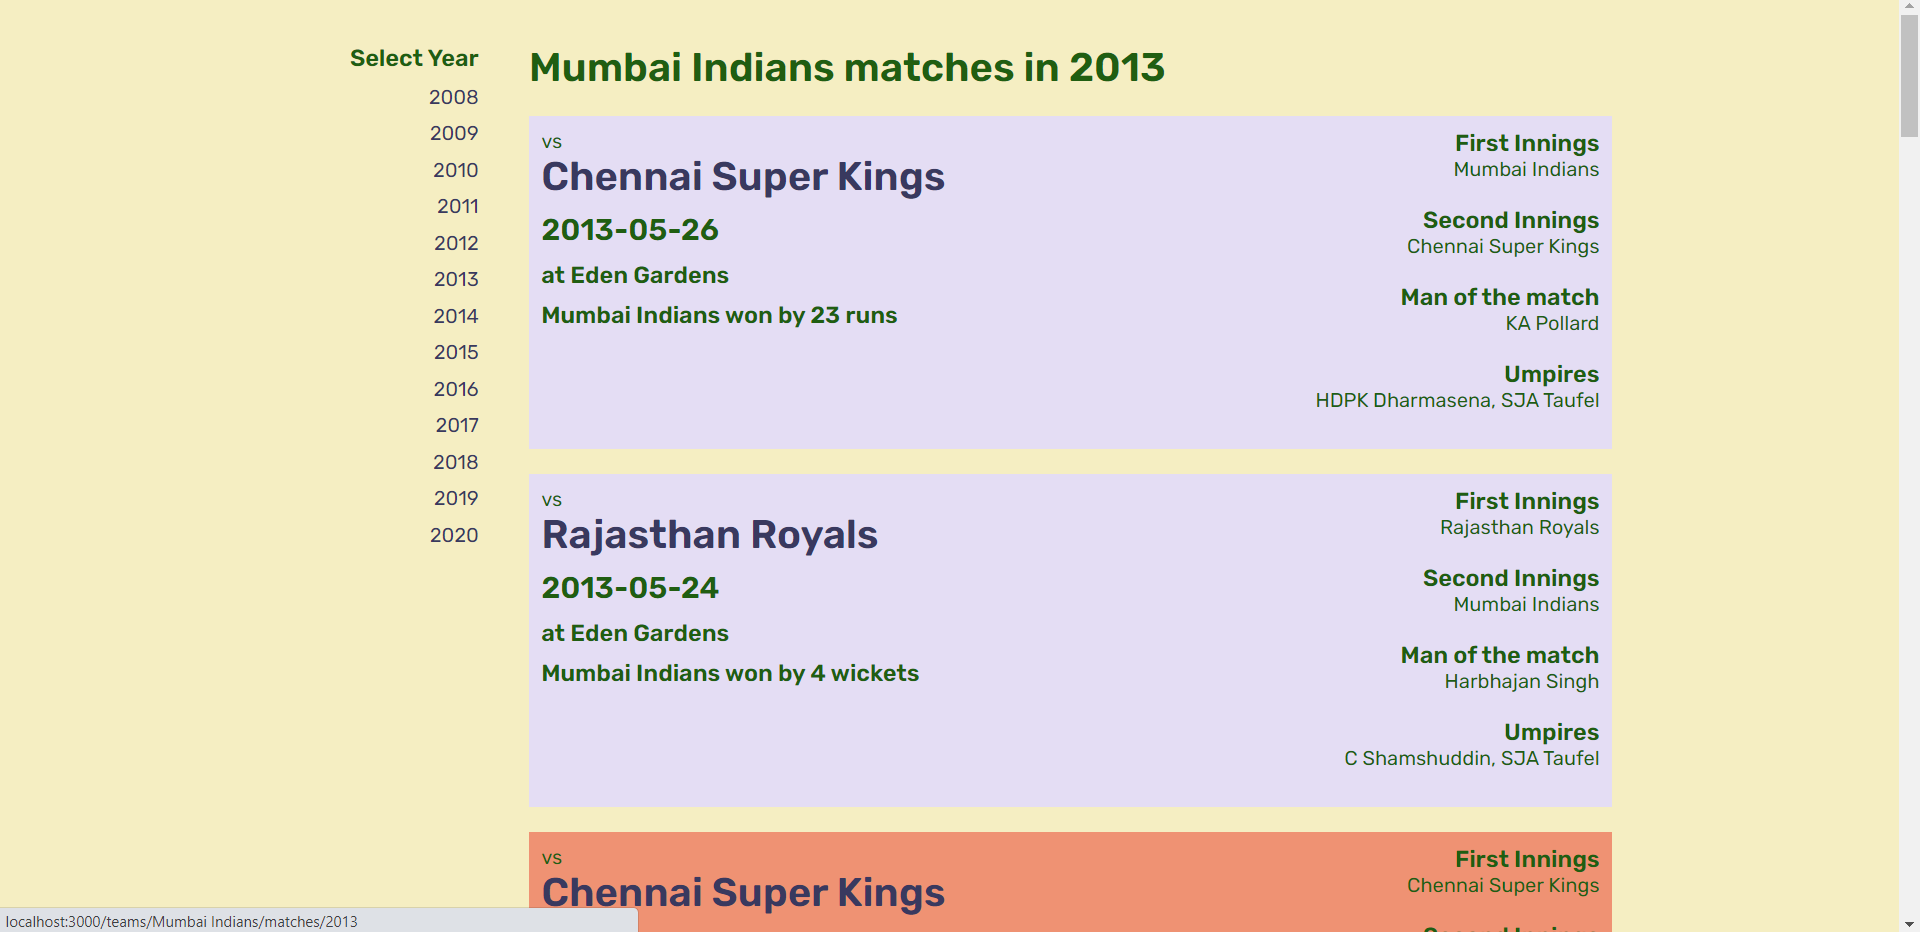 Select Year
2008
2009
2010
2011
2012
2013
2014
2015
2016
2017
2018
2019
2020
Mumbai Indians matches in 2013
vs
Chennai Super Kings
2013-05-26
at Eden Gardens
Mumbai Indians won by 23 runs
First Innings
Mumbai Indians
Second Innings
Chennai Super Kings
Man of the match
KA Pollard
Umpires
HDPK Dharmasena, SJA Taufel
vs
Rajasthan Royals
2013-05-24
at Eden Gardens
Mumbai Indians won by 4 wickets
First Innings
Rajasthan Royals
Second Innings
Mumbai Indians
Man of the match
Harbhajan Singh
Umpires
C Shamshuddin, SJA Taufel
vs
Chennai Super Kings
First Innings
Chennai Super Kings
localhost:3000/teams/Mumbai Indians/matches/2013